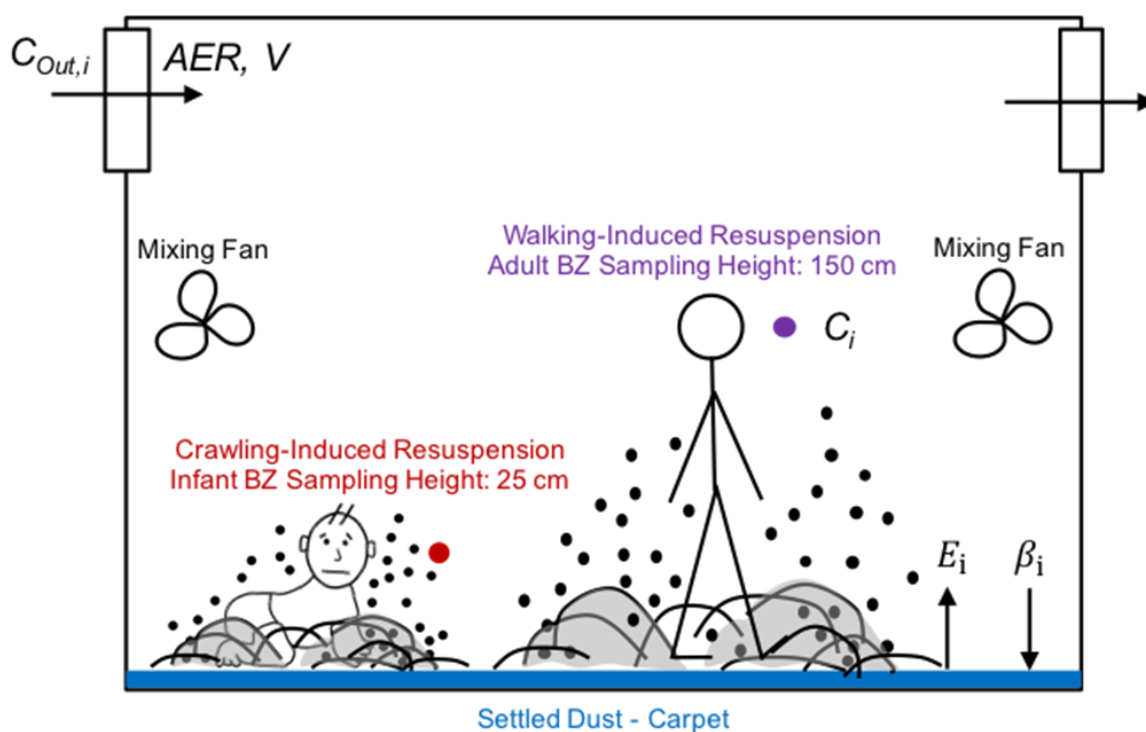 C_Out,i
AER, V
Mixing Fan
Walking-Induced Resuspension
Adult BZ Sampling Height: 150 cm
Mixing Fan
C_i
Crawling-Induced Resuspension
Infant BZ Sampling Height: 25 cm
E_i
β_i
Settled Dust - Carpet